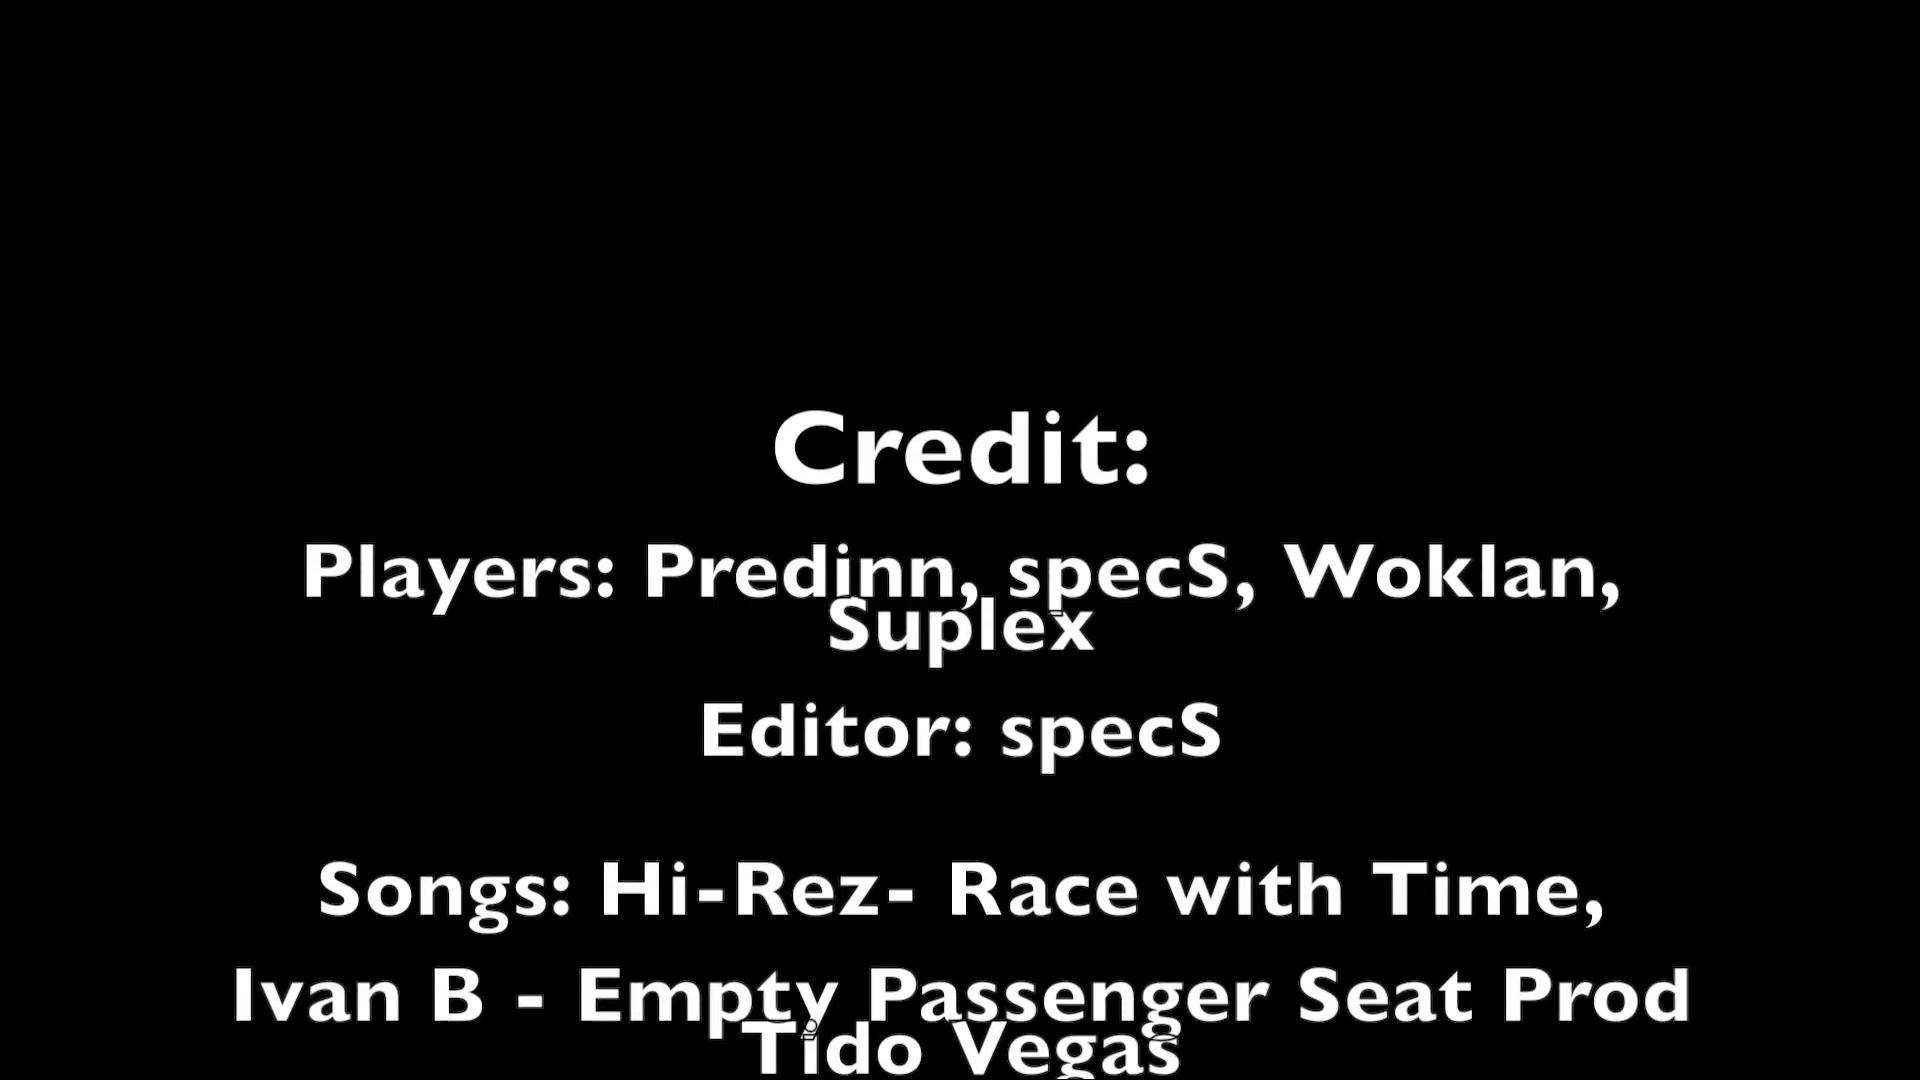 Credit:
Players: Predinn, specS, Woklan,
Suplex
Editor: specS
Songs: Hi-Rez- Race with Time,
Ivan B - Empty Passenger Seat Prod
Tido Vegas